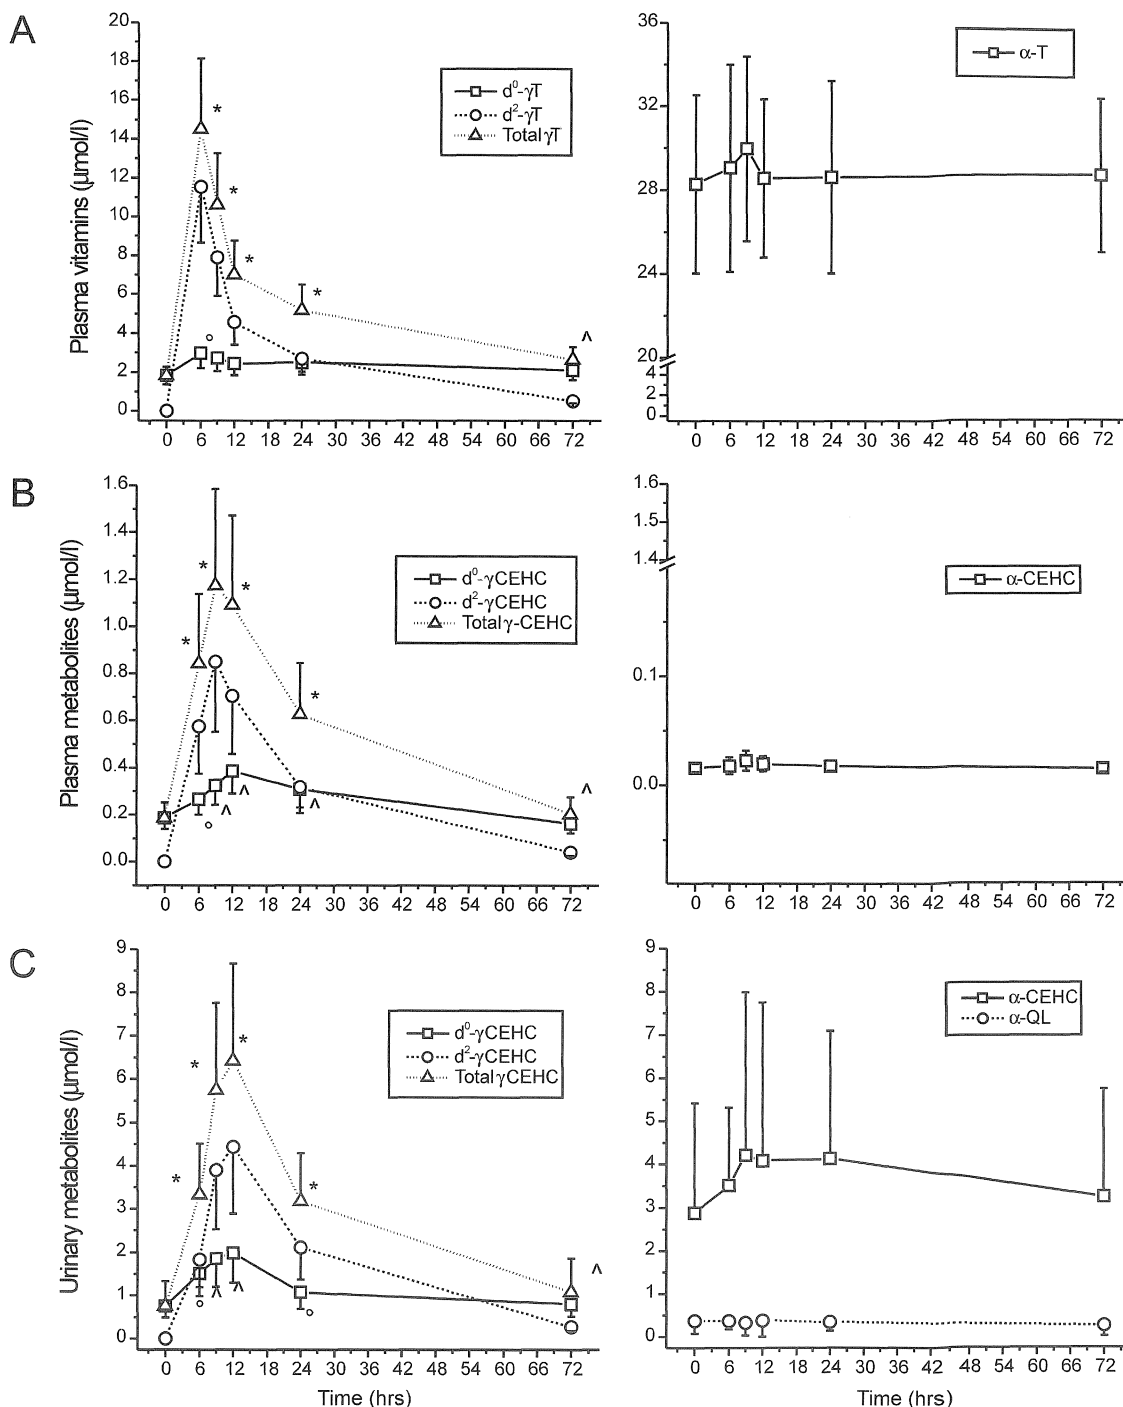 A
Plasma vitamins (μmol/l)
20
18
16
14
12
10
8
6
4
2
0
d⁰-γT
d²-γT
Total γT
* * * * ° ^
0 6 12 18 24 30 36 42 48 54 60 66 72
36
32
28
24
20
4
2
0
α-T
0 6 12 18 24 30 36 42 48 54 60 66 72
B
Plasma metabolites (μmol/l)
1.6
1.4
1.2
1.0
0.8
0.6
0.4
0.2
0.0
d⁰-γCEHC
d²-γCEHC
Total γ-CEHC
* * * * ° ^ ^ ^ ^
0 6 12 18 24 30 36 42 48 54 60 66 72
1.6
1.5
1.4
0.1
0.0
α-CEHC
0 6 12 18 24 30 36 42 48 54 60 66 72
C
Urinary metabolites (μmol/l)
9
8
7
6
5
4
3
2
1
0
d⁰-γCEHC
d²-γCEHC
Total γCEHC
* * * * ° ^ ^ ° ^
0 6 12 18 24 30 36 42 48 54 60 66 72
Time (hrs)
9
8
7
6
5
4
3
2
1
0
α-CEHC
α-QL
0 6 12 18 24 30 36 42 48 54 60 66 72
Time (hrs)